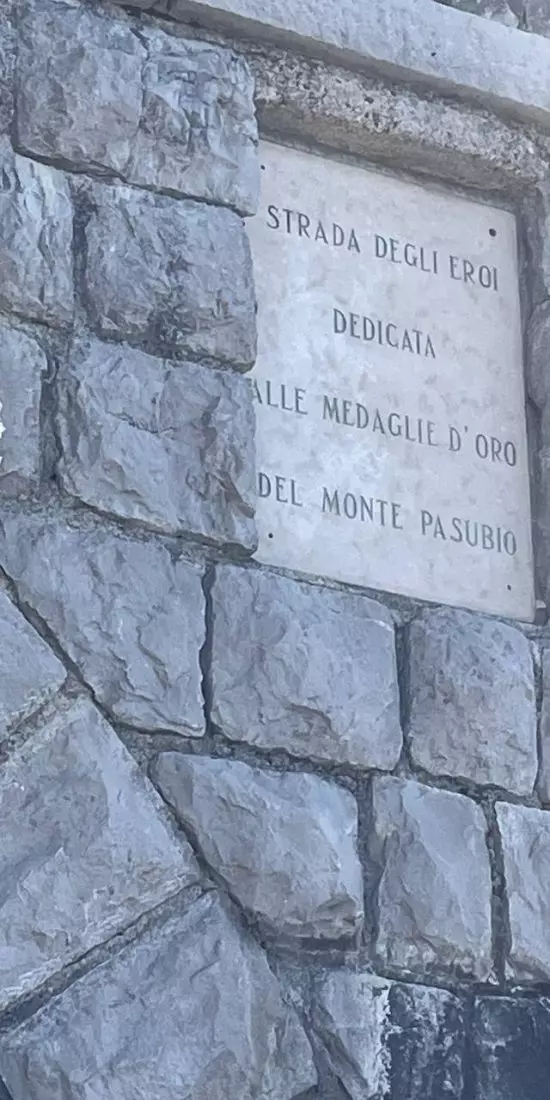 STRADA DEGLI EROI
DEDICATA
ALLE MEDAGLIE D'ORO
DEL MONTE PASUBIO